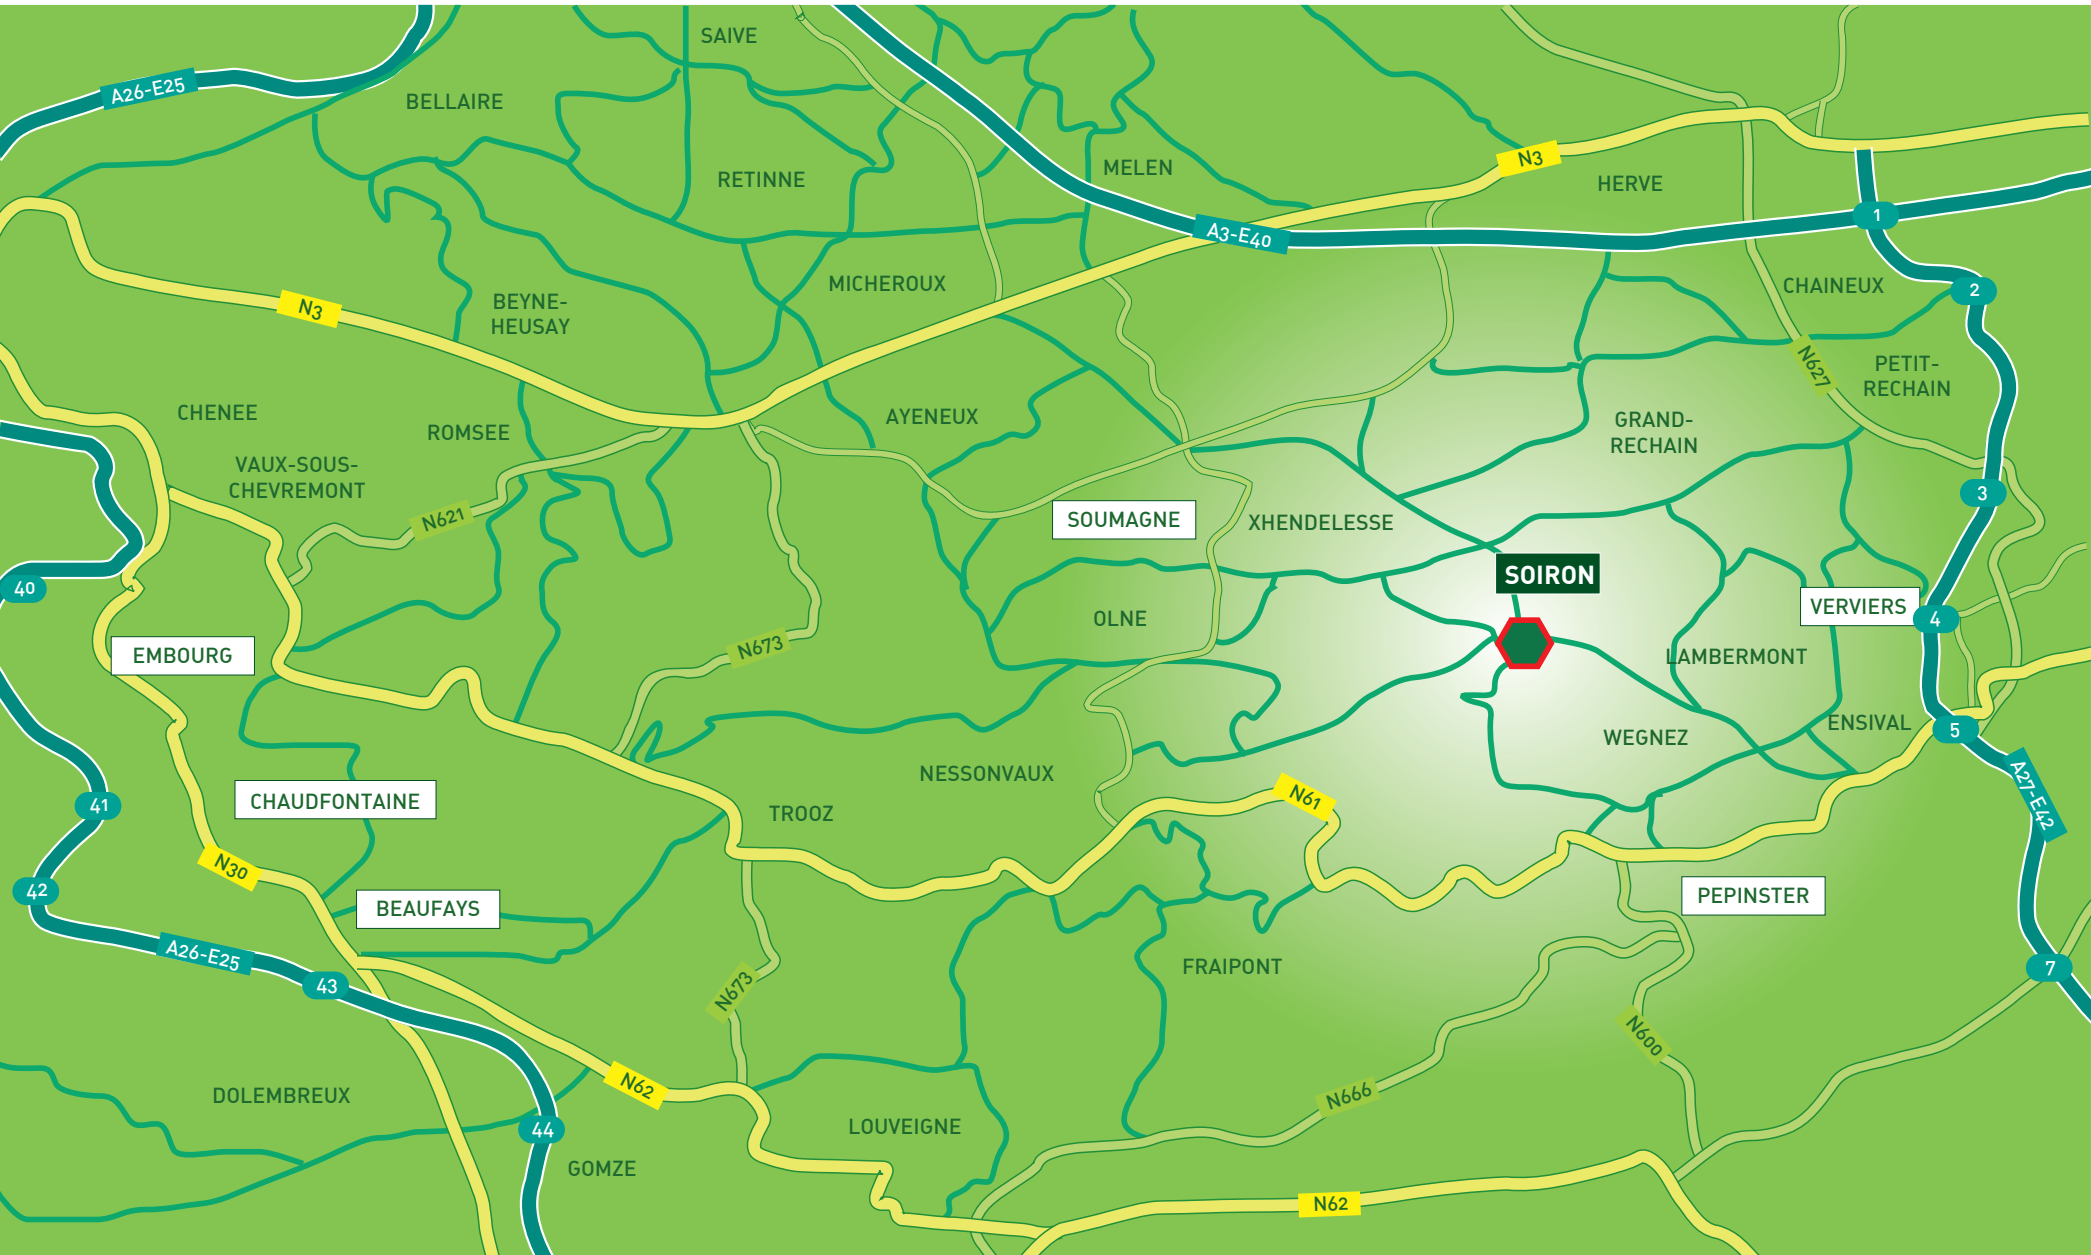 SAIVE
A26-E25
BELLAIRE
MELEN
N3
RETINNE
HERVE
1
A3-E40
MICHEROUX
CHAINEUX
2
N3
BEYNE-
HEUSAY
N627
PETIT-
RECHAIN
CHENEE
AYENEUX
GRAND-
RECHAIN
ROMSEE
VAUX-SOUS-
CHEVREMONT
3
N621
SOUMAGNE
XHENDELESSE
SOIRON
40
VERVIERS
4
OLNE
N673
EMBOURG
LAMBERMONT
ENSIVAL
5
WEGNEZ
NESSONVAUX
A27-E42
CHAUDFONTAINE
41
N61
TROOZ
N30
42
PEPINSTER
BEAUFAYS
A26-E25
FRAIPONT
7
43
N673
N600
N62
DOLEMBREUX
N666
LOUVEIGNE
44
GOMZE
N62